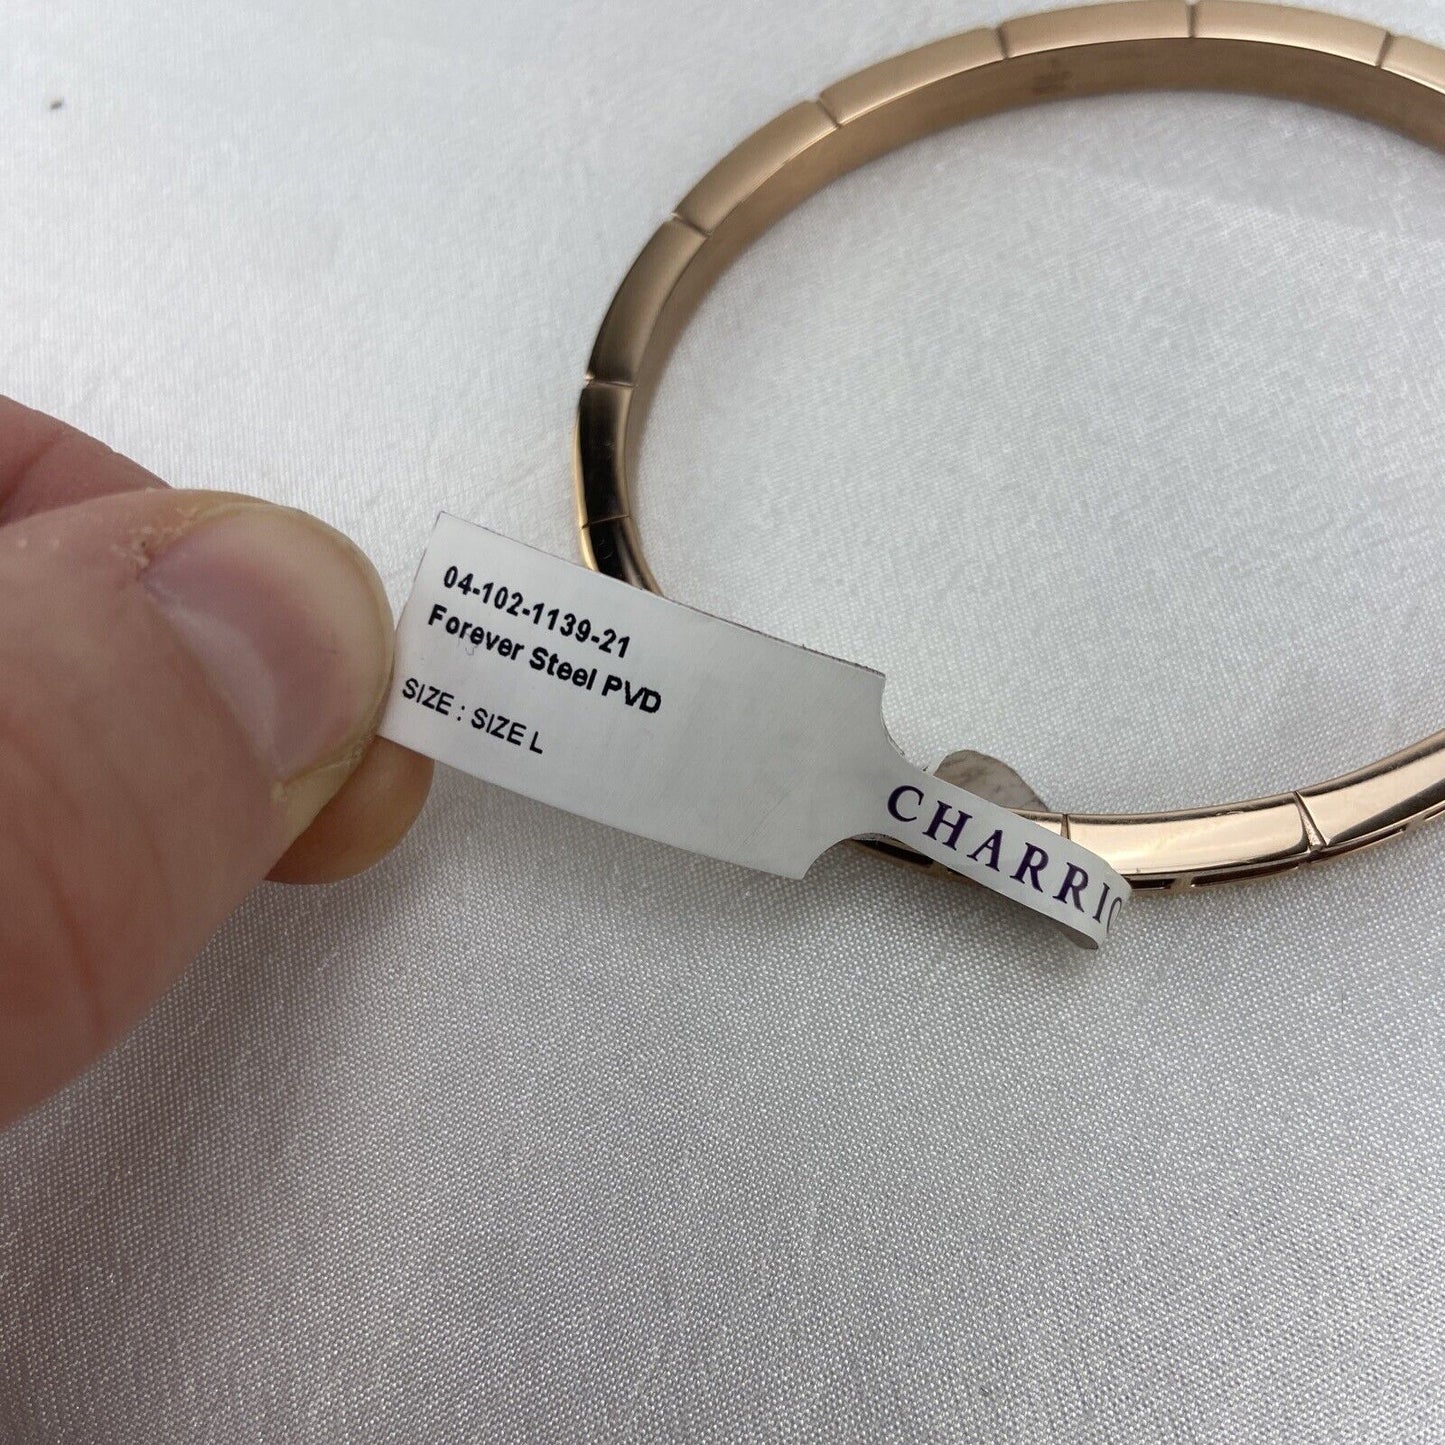 04-102-1139-21
Forever Steel PVD
SIZE : SIZE L
CHARRIO